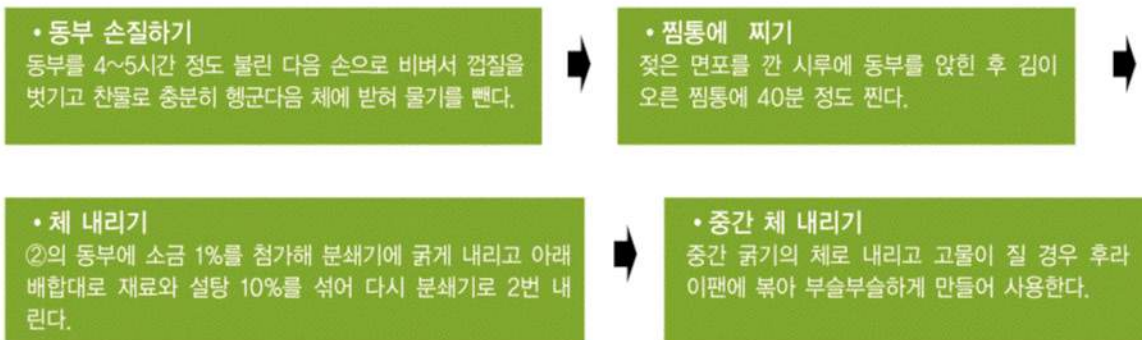 • 동부 손질하기
동부를 4~5시간 정도 불린 다음 손으로 비벼서 껍질을
벗기고 찬물로 충분히 헹군다음 체에 받혀 물기를 뺀다.
• 찜통에 찌기
젖은 면포를 깐 시루에 동부를 앉힌 후 김이
오른 찜통에 40분 정도 찐다.
• 체 내리기
②의 동부에 소금 1%를 첨가해 분쇄기에 굵게 내리고 아래
배합대로 재료와 설탕 10%를 섞어 다시 분쇄기로 2번 내
린다.
• 중간 체 내리기
중간 굵기의 체로 내리고 고물이 질 경우 후라
이팬에 볶아 부슬부슬하게 만들어 사용한다.